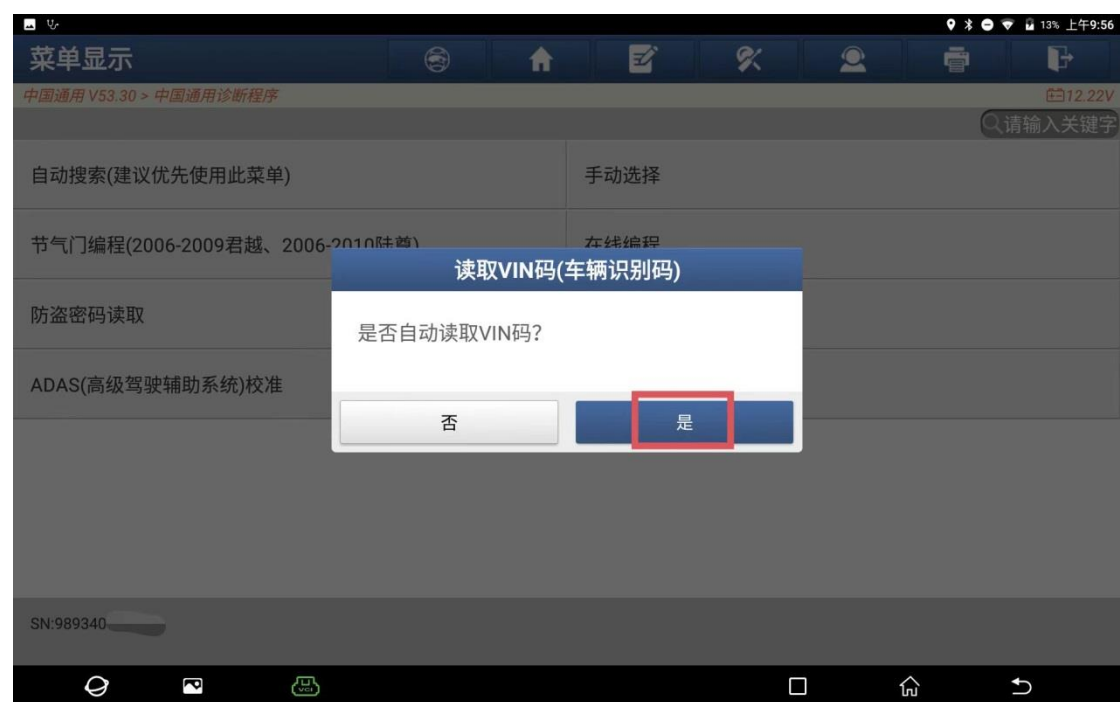 13% 上午9:56
菜单显示
中国通用 V53.30 > 中国通用诊断程序
12.22V
请输入关键字
自动搜索(建议优先使用此菜单)
手动选择
节气门编程(2006-2009君越、2006-2010陆尊)
在线编程
读取VIN码(车辆识别码)
防盗密码读取
是否自动读取VIN码?
ADAS(高级驾驶辅助系统)校准
否
是
SN:989340
VCI